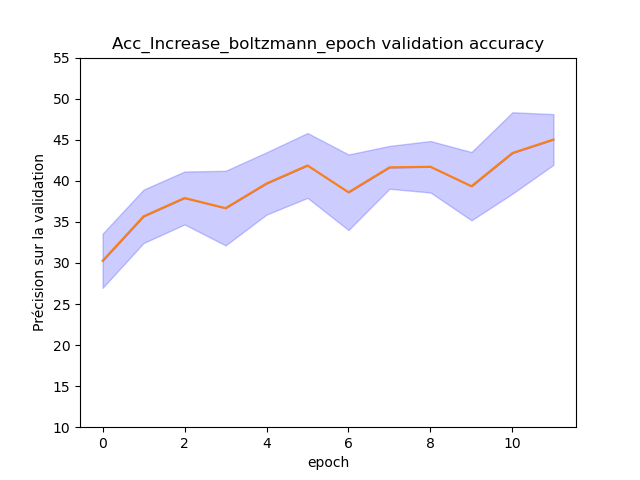 Acc_Increase_boltzmann_epoch validation accuracy
Précision sur la validation
55
50
45
40
35
30
25
20
15
10
0 2 4 6 8 10
epoch